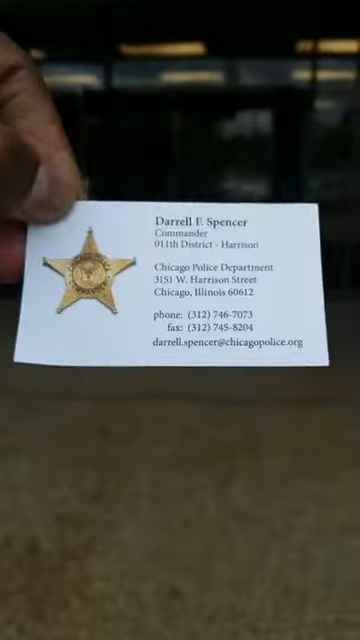 Darrell F. Spencer
Commander
011th District - Harrison
Chicago Police Department
3151 W. Harrison Street
Chicago, Illinois 60612
phone: (312) 746-7073
fax: (312) 745-8204
darrell.spencer@chicagopolice.org
COMMANDER